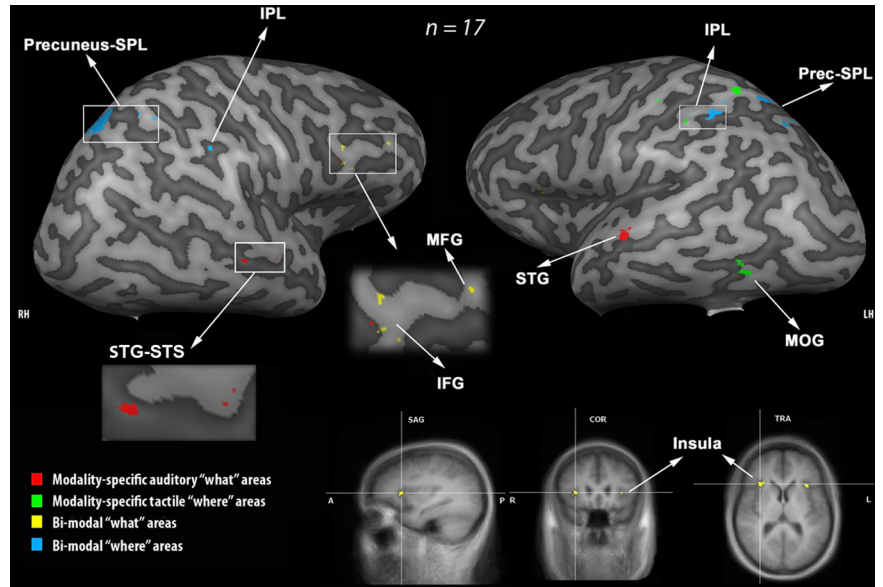 IPL
n = 17
IPL
Precuneus-SPL
Prec-SPL
MFG
STG
RH
LH
STG-STS
MOG
IFG
SAG
COR
TRA
Insula
A
P
R
L
Modality-specific auditory “what” areas
Modality-specific tactile “where” areas
Bi-modal “what” areas
Bi-modal “where” areas